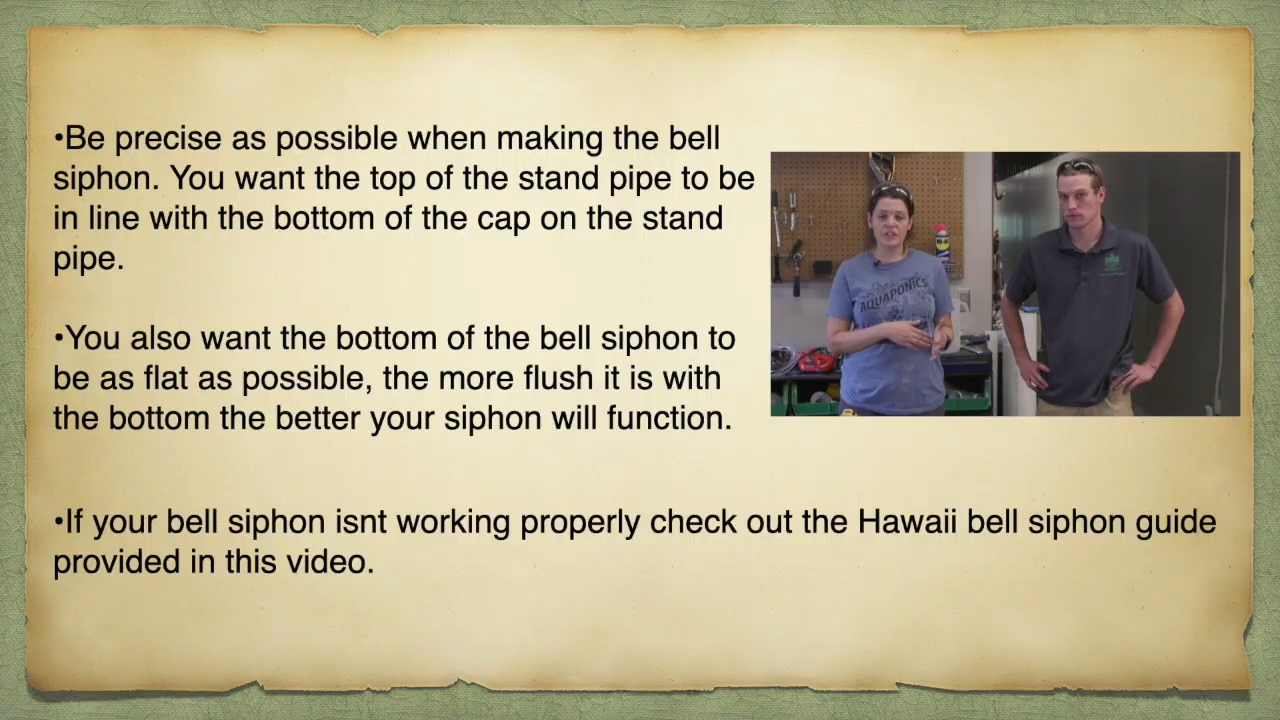 •Be precise as possible when making the bell
siphon. You want the top of the stand pipe to be
in line with the bottom of the cap on the stand
pipe.
•You also want the bottom of the bell siphon to
be as flat as possible, the more flush it is with
the bottom the better your siphon will function.
•If your bell siphon isnt working properly check out the Hawaii bell siphon guide
provided in this video.
AQUAPONICS